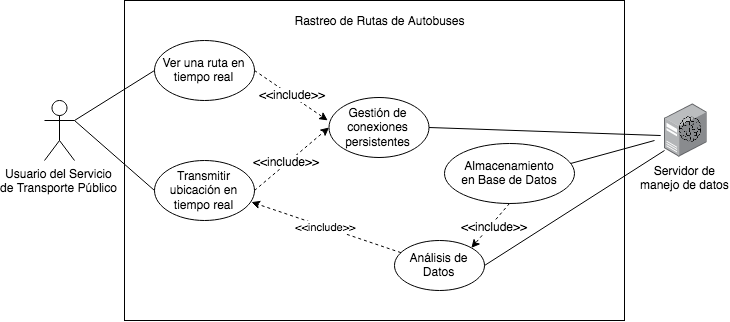 Rastreo de Rutas de Autobuses
Ver una ruta en
tiempo real
<<include>>
Gestión de
conexiones
persistentes
Usuario del Servicio
de Transporte Público
Transmitir
ubicación en
tiempo real
<<include>>
Almacenamiento
en Base de Datos
Servidor de
manejo de datos
<<include>>
<<include>>
Análisis de
Datos